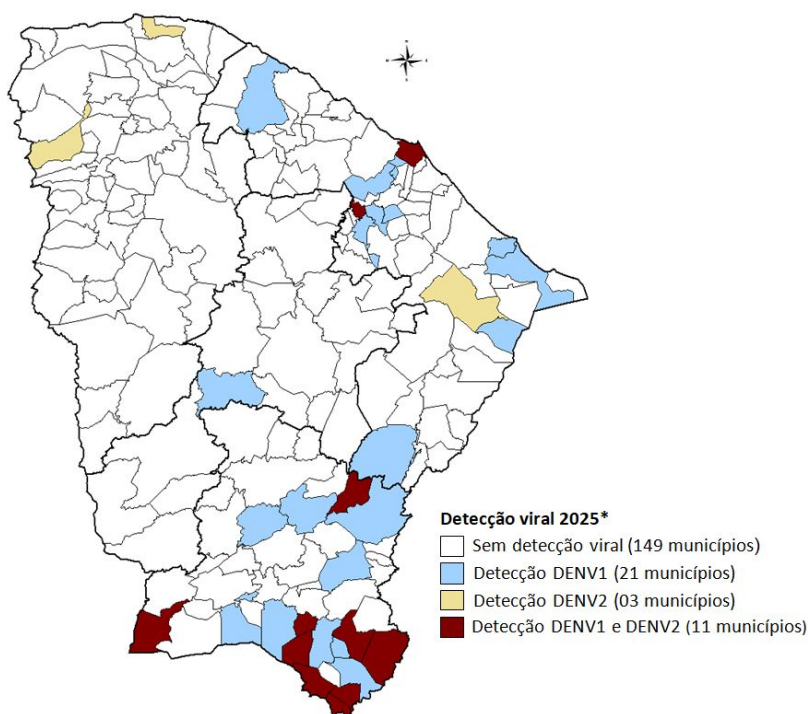 Detecção viral 2025*
Sem detecção viral (149 municípios)
Detecção DENV1 (21 municípios)
Detecção DENV2 (03 municípios)
Detecção DENV1 e DENV2 (11 municípios)